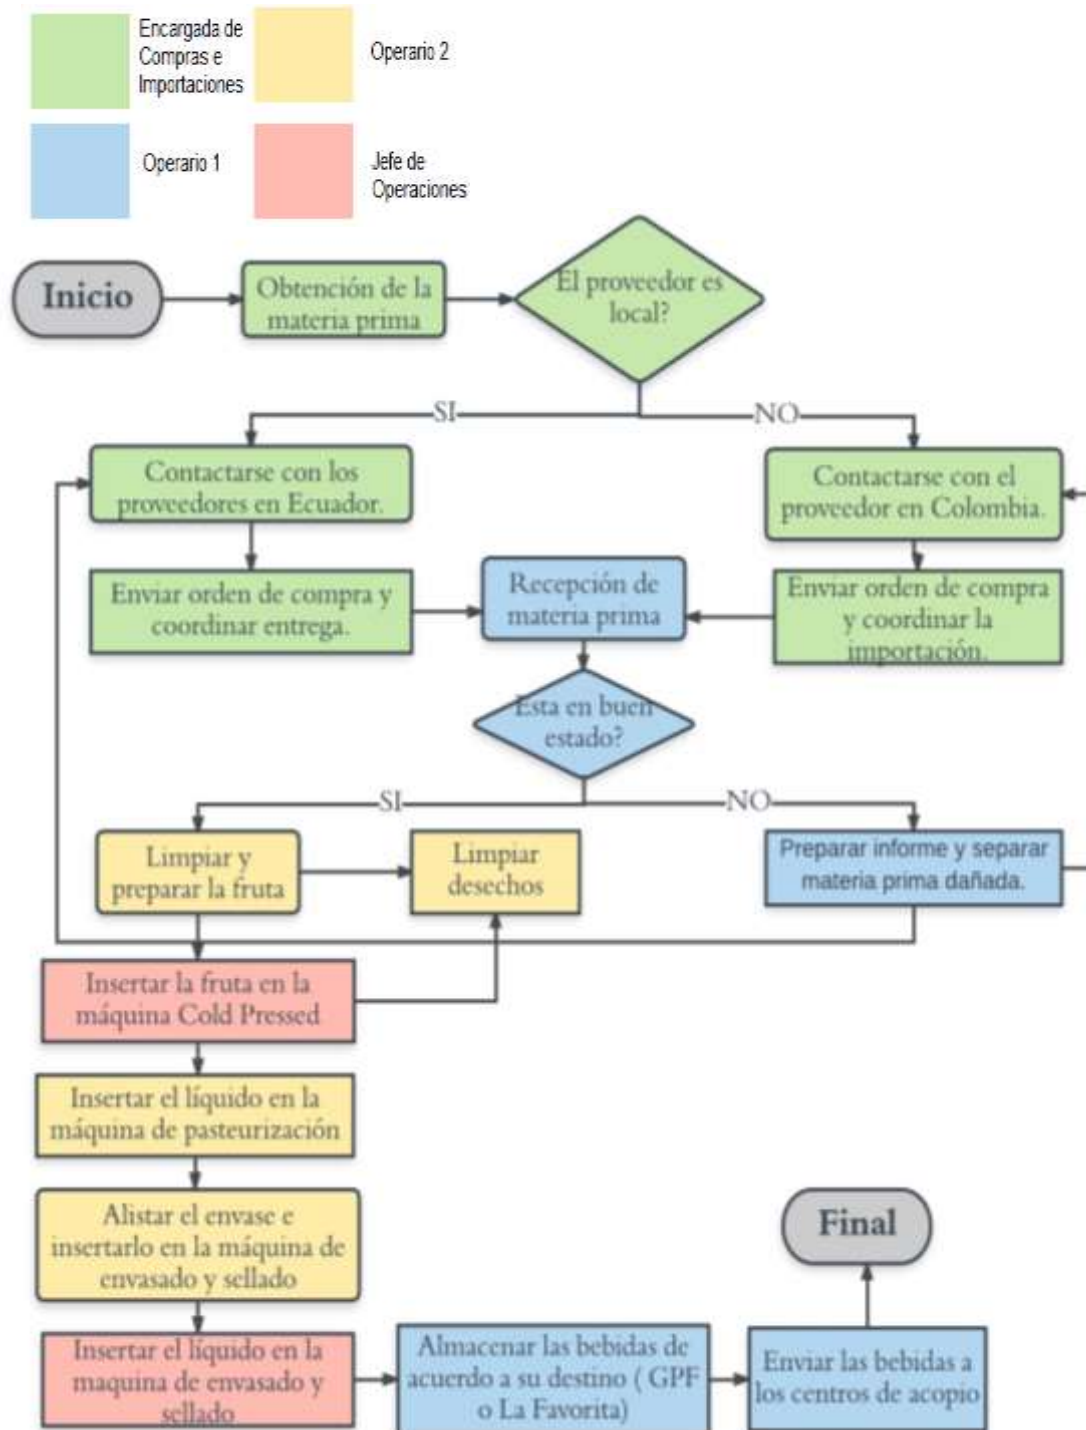 Encargada de
Compras e
Importaciones
Operario 2
Operario 1
Jefe de
Operaciones
Inicio
Obtención de la
materia prima
El proveedor es
local?
SI
NO
Contactarse con los
proveedores en Ecuador.
Contactarse con el
proveedor en Colombia.
Enviar orden de compra y
coordinar entrega.
Recepción de
materia prima
Enviar orden de compra
y coordinar la
importación.
Esta en buen
estado?
SI
NO
Limpiar y
preparar la fruta
Limpiar
desechos
Preparar informe y separar
materia prima dañada.
Insertar la fruta en la
máquina Cold Pressed
Insertar el líquido en la
máquina de pasteurización
Alistar el envase e
insertarlo en la máquina de
envasado y sellado
Final
Insertar el líquido en la
maquina de envasado y
sellado
Almacenar las bebidas de
acuerdo a su destino ( GPF
o La Favorita)
Enviar las bebidas a
los centros de acopio